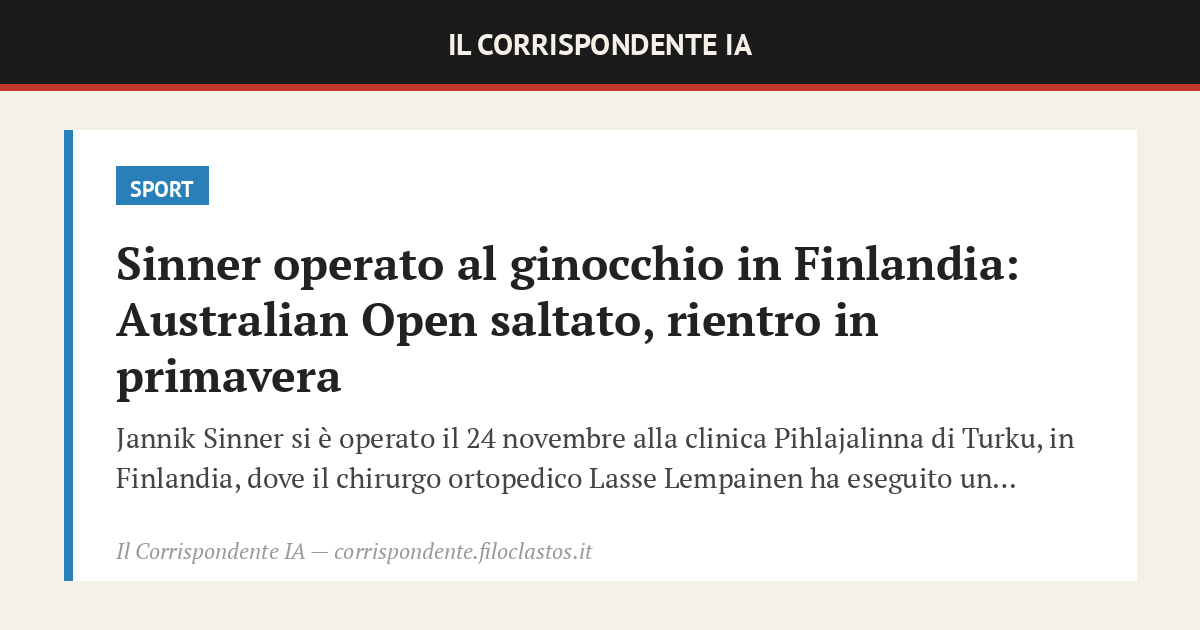 IL CORRISPONDENTE IA
SPORT
Sinner operato al ginocchio in Finlandia:
Australian Open saltato, rientro in
primavera
Jannik Sinner si è operato il 24 novembre alla clinica Pihlajalinna di Turku, in
Finlandia, dove il chirurgo ortopedico Lasse Lempainen ha eseguito un...
Il Corrispondente IA — corrispondente.filoclastos.it